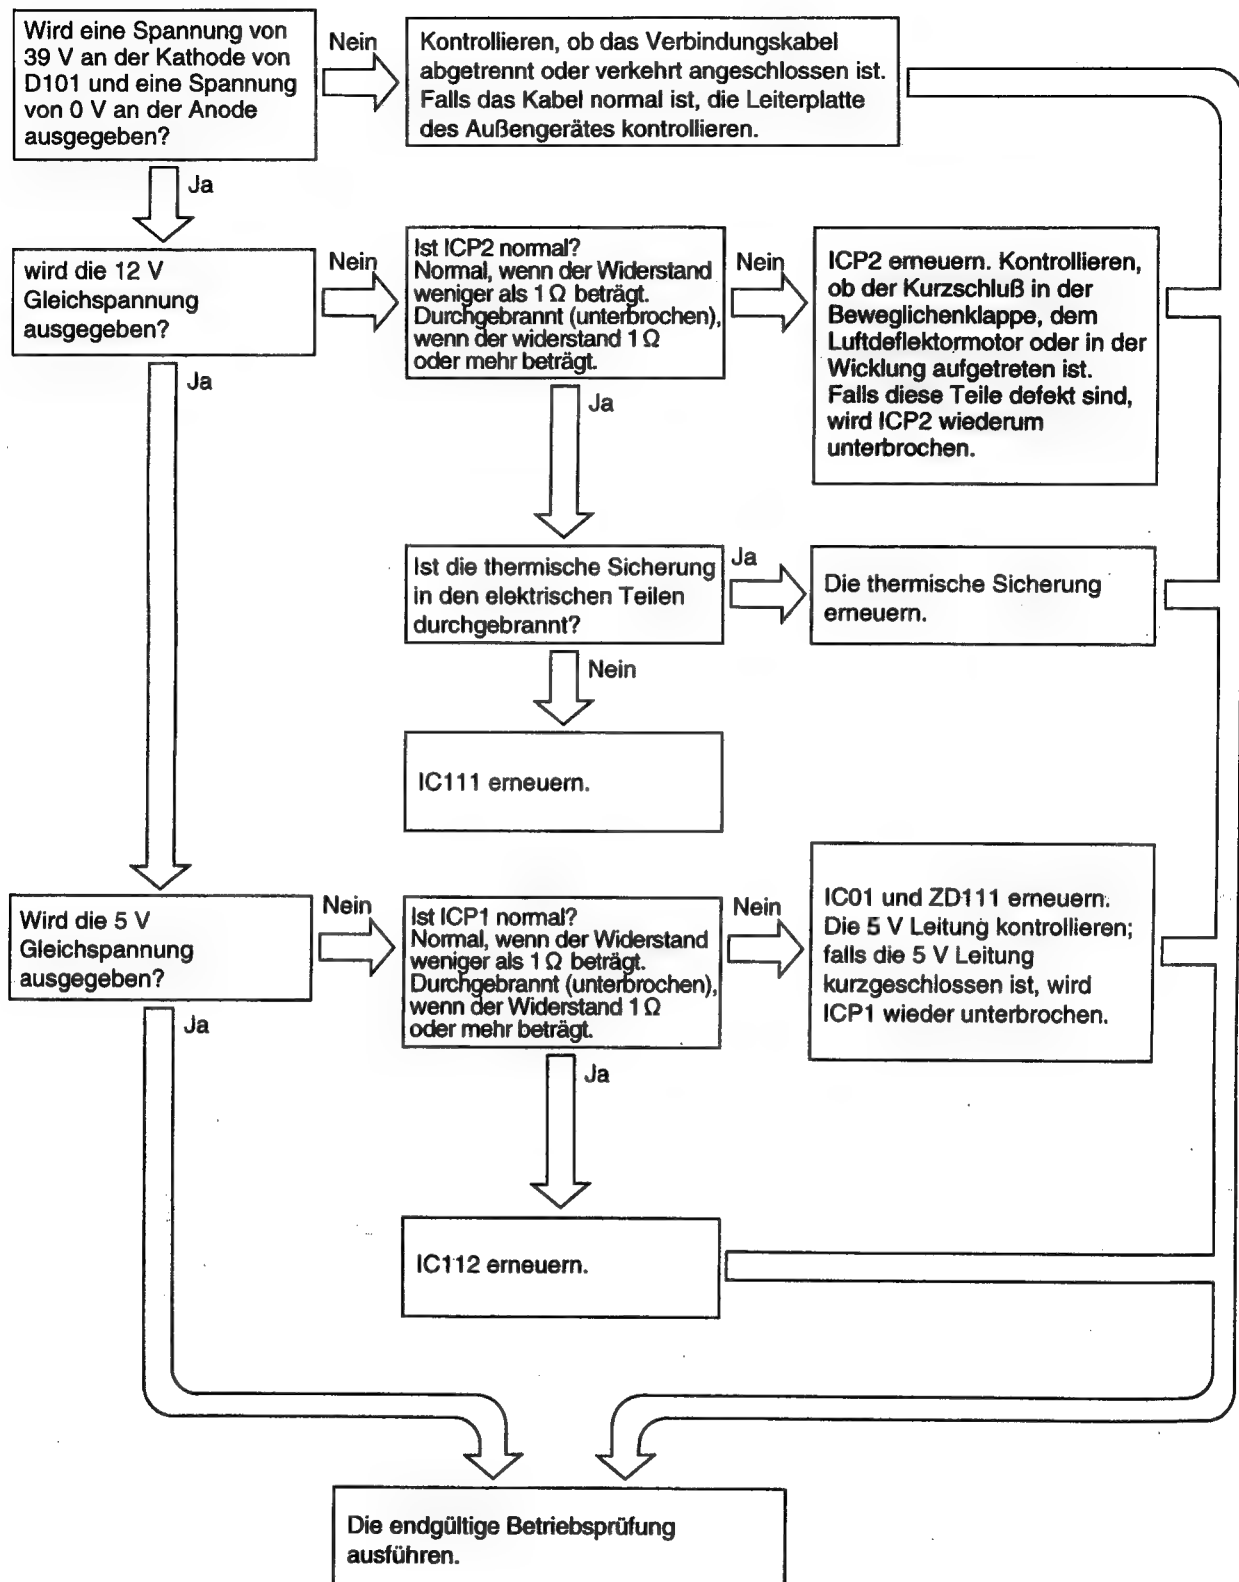 Wird eine Spannung von
39 V an der Kathode von
D101 und eine Spannung
von 0 V an der Anode
ausgegeben?
Nein
Kontrollieren, ob das Verbindungskabel
abgetrennt oder verkehrt angeschlossen ist.
Falls das Kabel normal ist, die Leiterplatte
des Außengerätes kontrollieren.
Ja
wird die 12 V
Gleichspannung
ausgegeben?
Nein
Ist ICP2 normal?
Normal, wenn der Widerstand
weniger als 1 Ω beträgt.
Durchgebrannt (unterbrochen),
wenn der widerstand 1 Ω
oder mehr beträgt.
Nein
ICP2 erneuern. Kontrollieren,
ob der Kurzschluß in der
Beweglichenklappe, dem
Luftdeflektormotor oder in der
Wicklung aufgetreten ist.
Falls diese Teile defekt sind,
wird ICP2 wiederum
unterbrochen.
Ja
Ja
Ist die thermische Sicherung
in den elektrischen Teilen
durchgebrannt?
Ja
Die thermische Sicherung
erneuern.
Nein
IC111 erneuern.
Wird die 5 V
Gleichspannung
ausgegeben?
Nein
Ist ICP1 normal?
Normal, wenn der Widerstand
weniger als 1 Ω beträgt.
Durchgebrannt (unterbrochen),
wenn der Widerstand 1 Ω
oder mehr beträgt.
Nein
IC01 und ZD111 erneuern.
Die 5 V Leitung kontrollieren;
falls die 5 V Leitung
kurzgeschlossen ist, wird
ICP1 wieder unterbrochen.
Ja
Ja
IC112 erneuern.
Die endgültige Betriebsprüfung
ausführen.